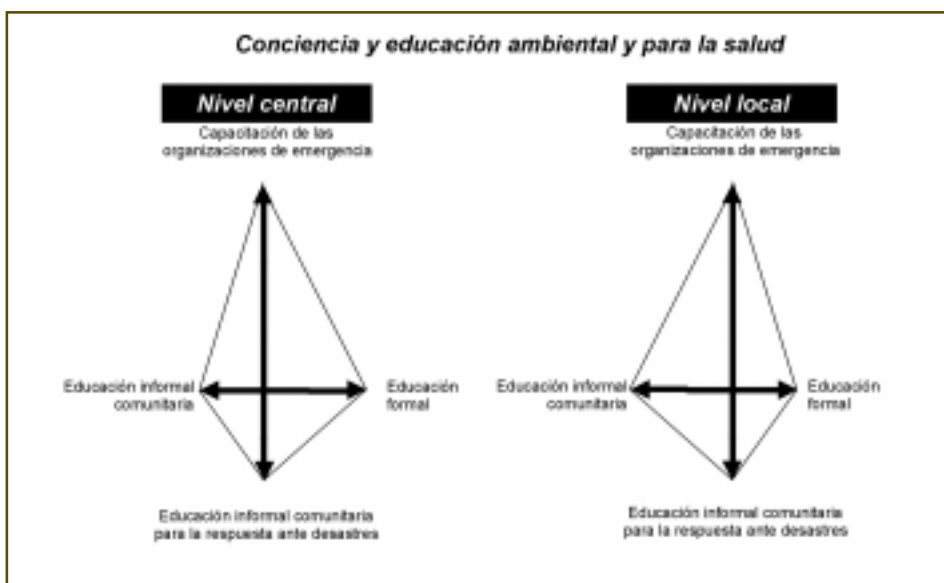 Conciencia y educación ambiental y para la salud
Nivel central
Capacitación de las
organizaciones de emergencia
Educación informal
comunitaria
Educación
formal
Educación informal comunitaria
para la respuesta ante desastres
Nivel local
Capacitación de las
organizaciones de emergencia
Educación informal
comunitaria
Educación
formal
Educación informal comunitaria
para la respuesta ante desastres